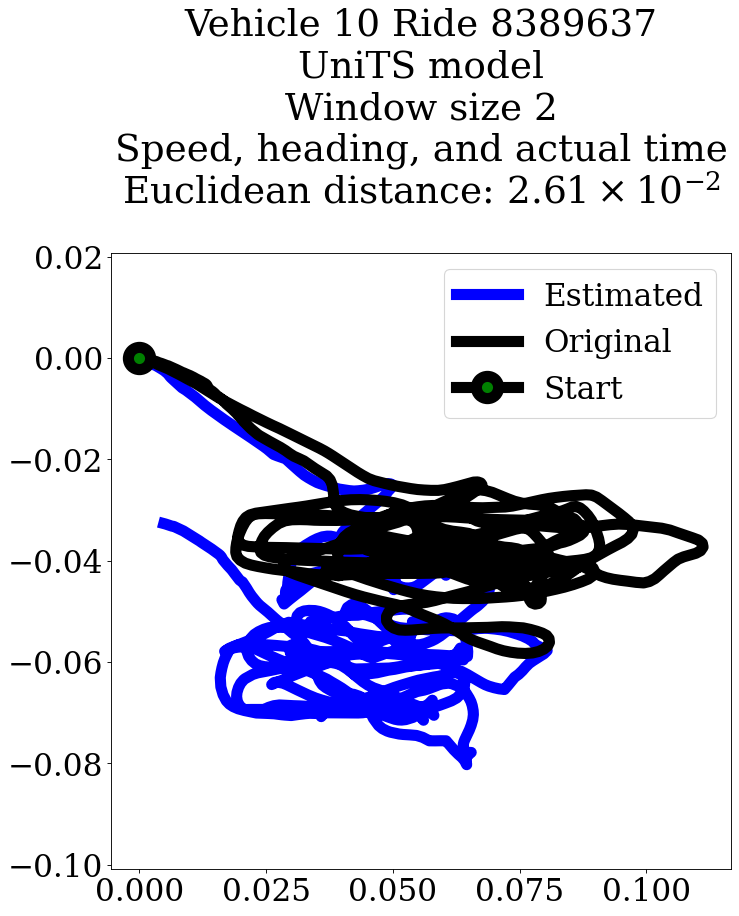 Vehicle 10 Ride 8389637
UniTS model
Window size 2
Speed, heading, and actual time
Euclidean distance: 2.61 × 10⁻²
0.02
0.00
−0.02
−0.04
−0.06
−0.08
−0.10
Estimated
Original
Start
0.000 0.025 0.050 0.075 0.100